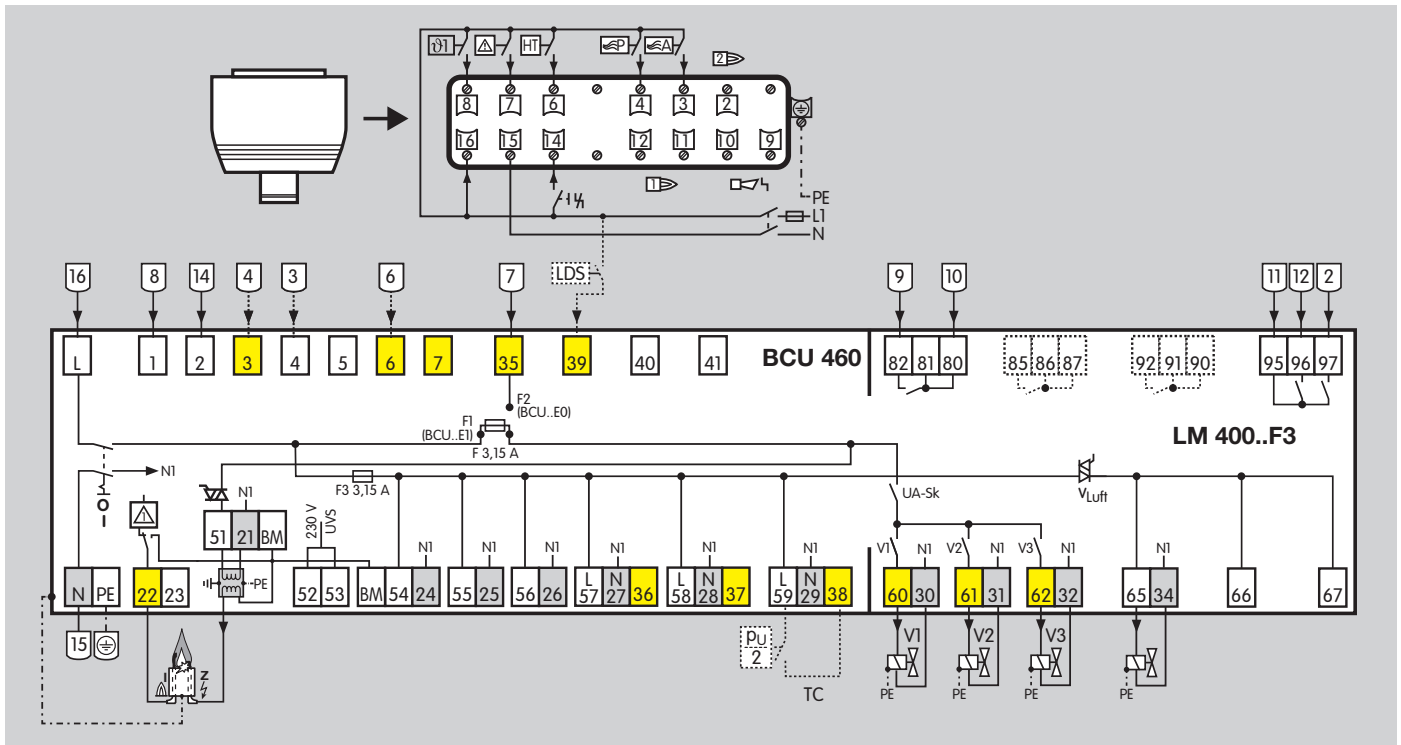 ϑ1 HT P A
2
8 7 6 4 3 2
16 15 14 12 11 10 9
1
PE
L1
N
LDS
16 8 14 4 3 6 7 9 10 11 12 2
L 1 2 3 4 5 6 7 35 39 40 41 BCU 460 82 81 80 85 86 87 92 91 90 95 96 97
F2
(BCU..E0)
F1
(BCU..E1)
F 3,15 A
LM 400..F3
N1
F3 3,15 A
UA-Sk
VLuft
O
I
N1
51 21 BM
230 V
UVS
PE
N1 N1 N1 N1 N1 N1
V1 N1 V2 N1 V3 N1 N1
N PE 22 23 52 53 BM 54 24 55 25 56 26 L 57 N 27 36 L 58 N 28 37 L 59 N 29 38 60 30 61 31 62 32 65 34 66 67
15
I Z
pU
2
TC
V1 V2 V3
PE PE PE PE